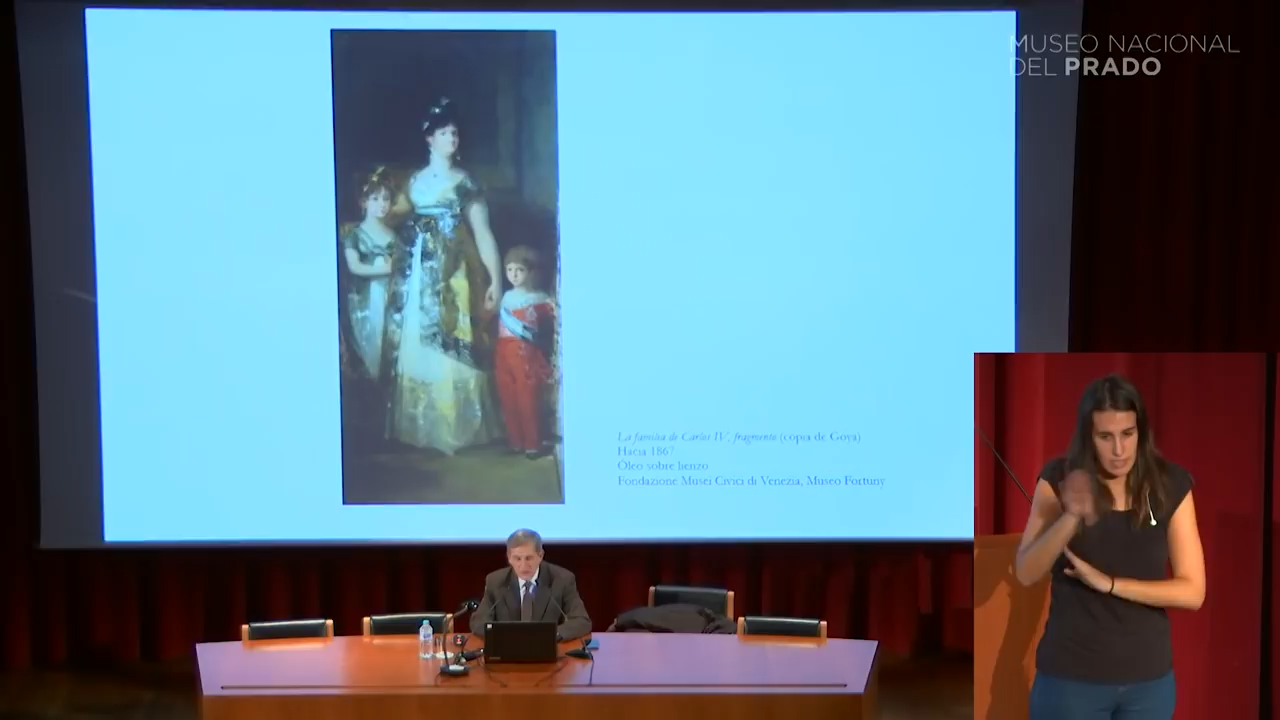 MUSEO NACIONAL
DEL PRADO
La familia de Carlos IV, fragmento (copia de Goya)
Hacia 1867
Óleo sobre lienzo
Fondazione Musei Civici di Venezia, Museo Fortuny